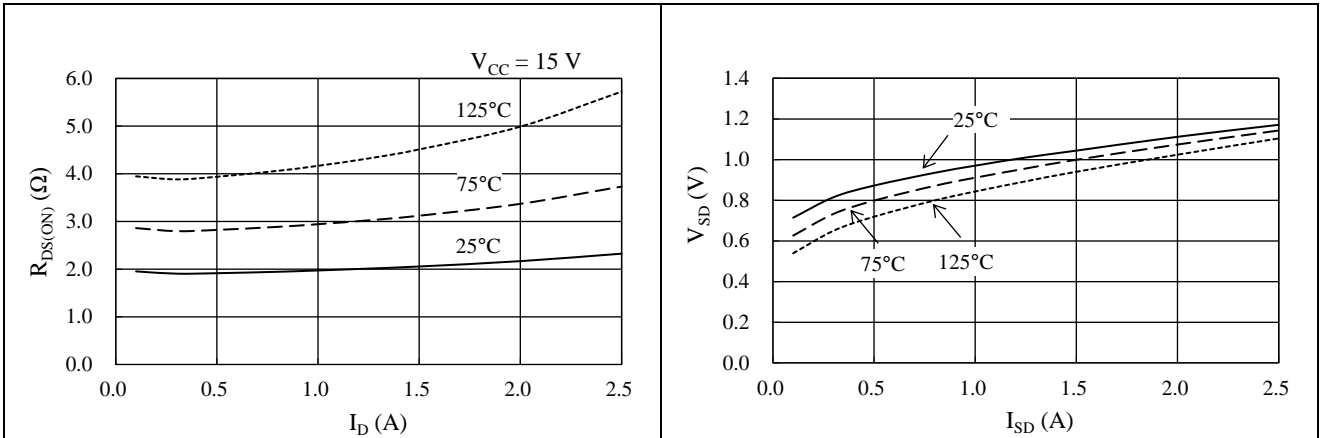 V_CC = 15 V
6.0
5.0
4.0
3.0
2.0
1.0
0.0
R_DS(ON) (Ω)
125°C
75°C
25°C
0.0 0.5 1.0 1.5 2.0 2.5
I_D (A)
1.4
1.2
1.0
0.8
0.6
0.4
0.2
0.0
V_SD (V)
25°C
75°C
125°C
0.0 0.5 1.0 1.5 2.0 2.5
I_SD (A)